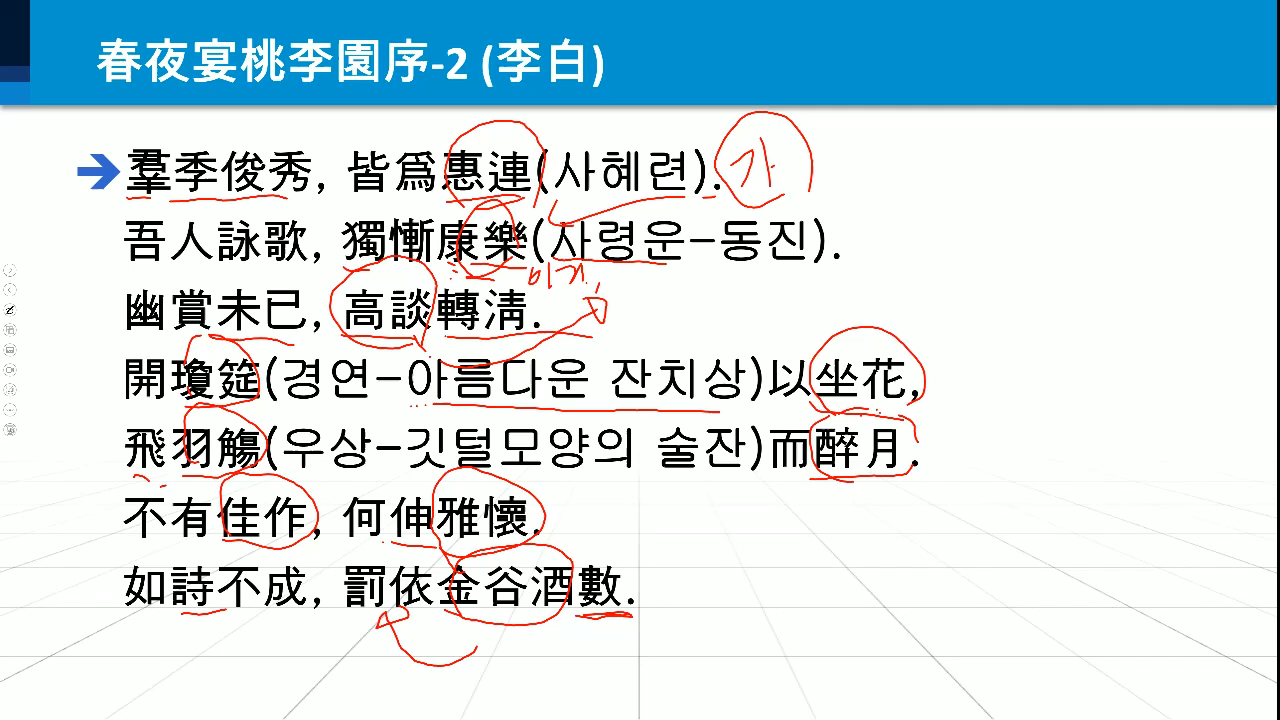 春夜宴桃李園序-2 (李白)
羣季俊秀, 皆爲惠連(사혜련). 가
吾人詠歌, 獨慚康樂(사령운-동진).
幽賞未已, 高談轉淸.
開瓊筵(경연-아름다운 잔치상)以坐花,
飛羽觴(우상-깃털모양의 술잔)而醉月.
不有佳作, 何伸雅懷.
如詩不成, 罰依金谷酒數.